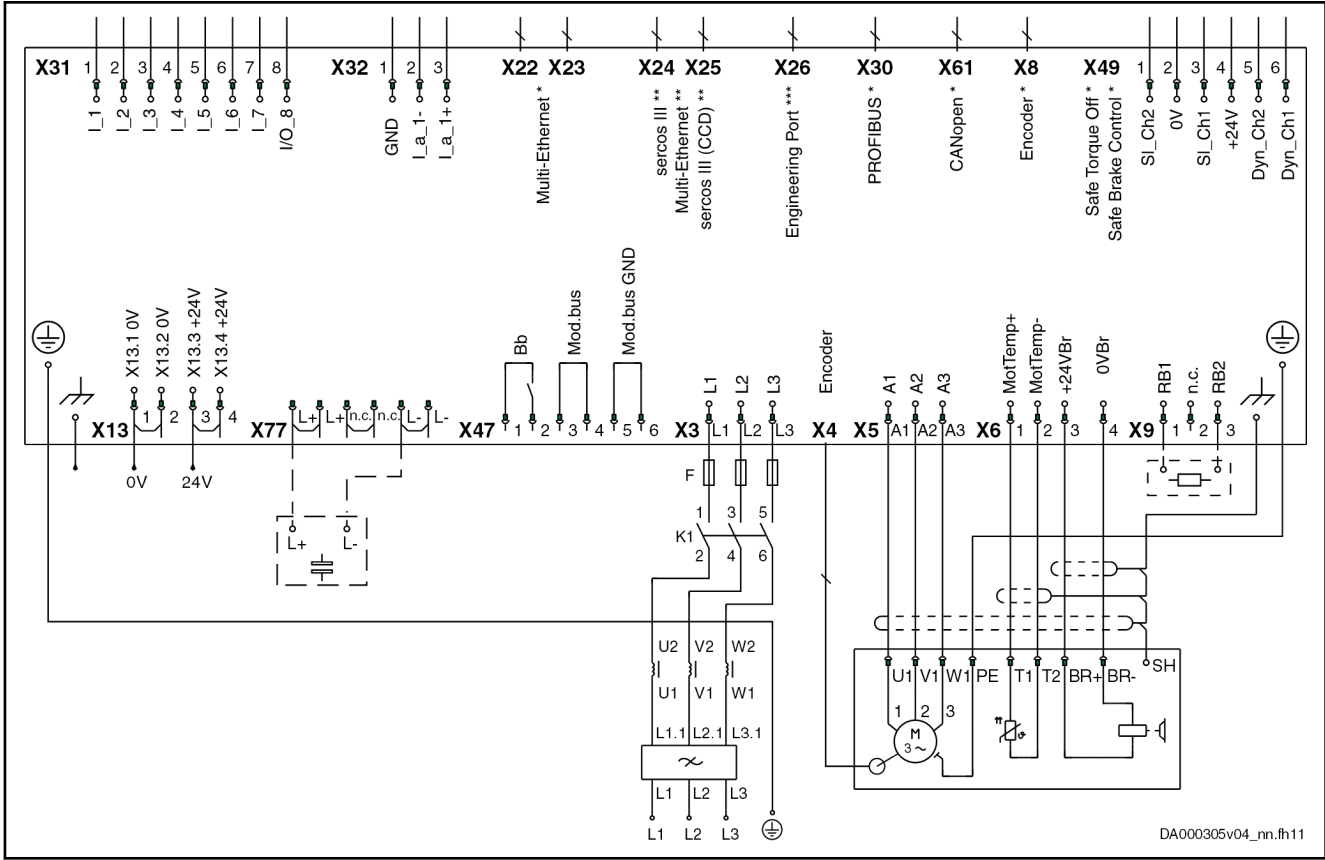 X31 1 2 3 4 5 6 7 8
I_1 I_2 I_3 I_4 I_5 I_6 I_7 I/O_8
X32 1 2 3
GND I_a_1- I_a_1+
X22 X23
Multi-Ethernet *
X24 X25
sercos III **
Multi-Ethernet **
sercos III (CCD) **
X26
Engineering Port ***
X30
PROFIBUS *
X61
CANopen *
X8
Encoder *
X49 1 2 3 4 5 6
Safe Torque Off *
Safe Brake Control *
SI_Ch2 0V SI_Ch1 +24V Dyn_Ch2 Dyn_Ch1
X13.1 0V
X13.2 0V
X13.3 +24V
X13.4 +24V
X13 1 2 3 4
0V 24V
X77 L+ L+ n.c. n.c. L- L-
L+ L-
Bb
Mod.bus
Mod.bus GND
X47 1 2 3 4 5 6
L1 L2 L3
X3 L1 L2 L3
F
1 3 5
K1
2 4 6
U2 V2 W2
U1 V1 W1
L1.1 L2.1 L3.1
L1 L2 L3
L1 L2 L3
Encoder
X4
A1 A2 A3
X5 A1 A2 A3
MotTemp+
MotTemp-
+24VBr
0VBr
X6 1 2 3 4
RB1 n.c. RB2
X9 1 2 3
SH
U1 V1 W1 PE T1 T2 BR+ BR-
1 2 3
M
3 ~
DA000305v04_nn.fh11